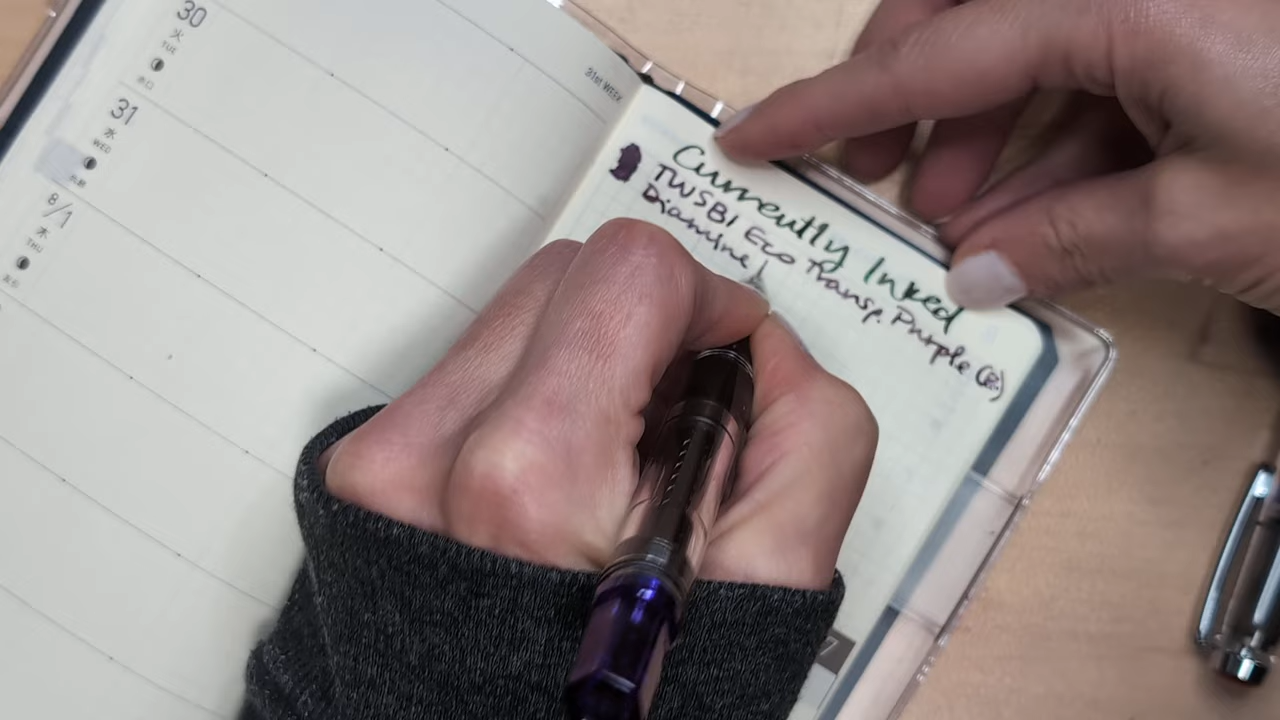 30
火
TUE
31
水
WED
8/1
木
THU
31st WEEK
Currently Inked
TWSBI Eco Transp. Purple (B)
Diamine
7